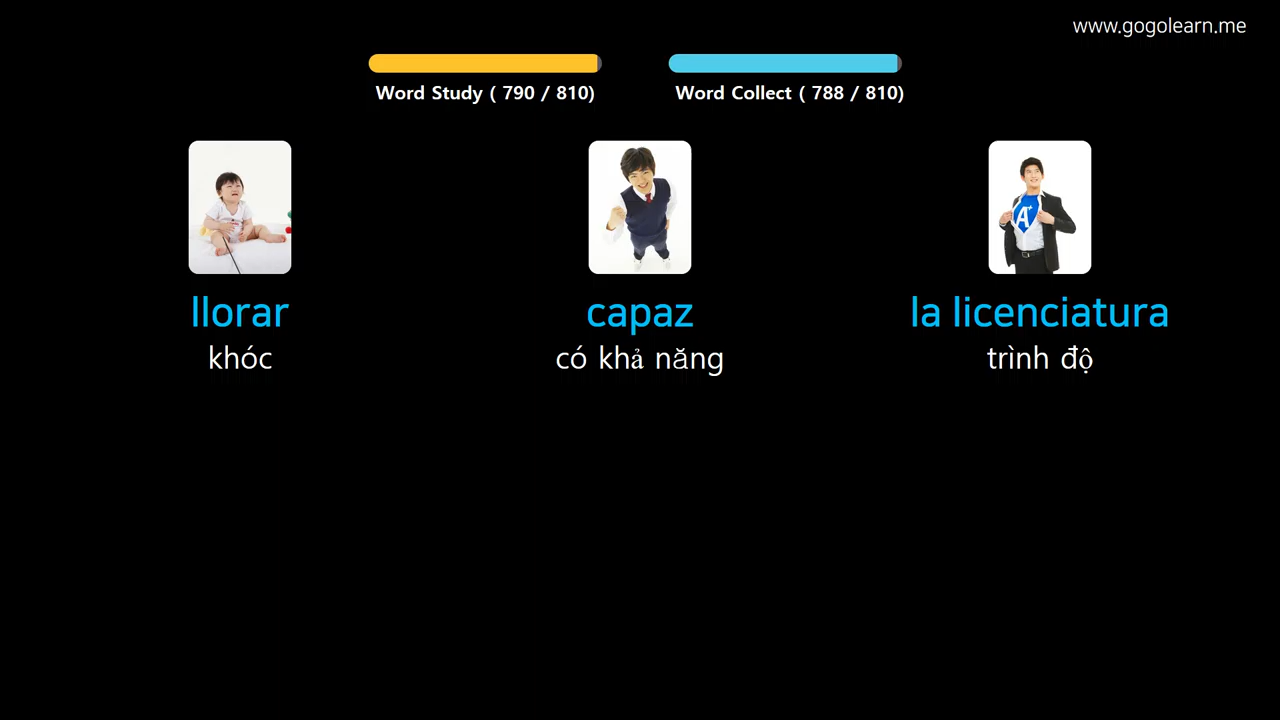 www.gogolearn.me
Word Study ( 790 / 810)
Word Collect ( 788 / 810)
A+
llorar
capaz
la licenciatura
khóc
có khả năng
trình độ